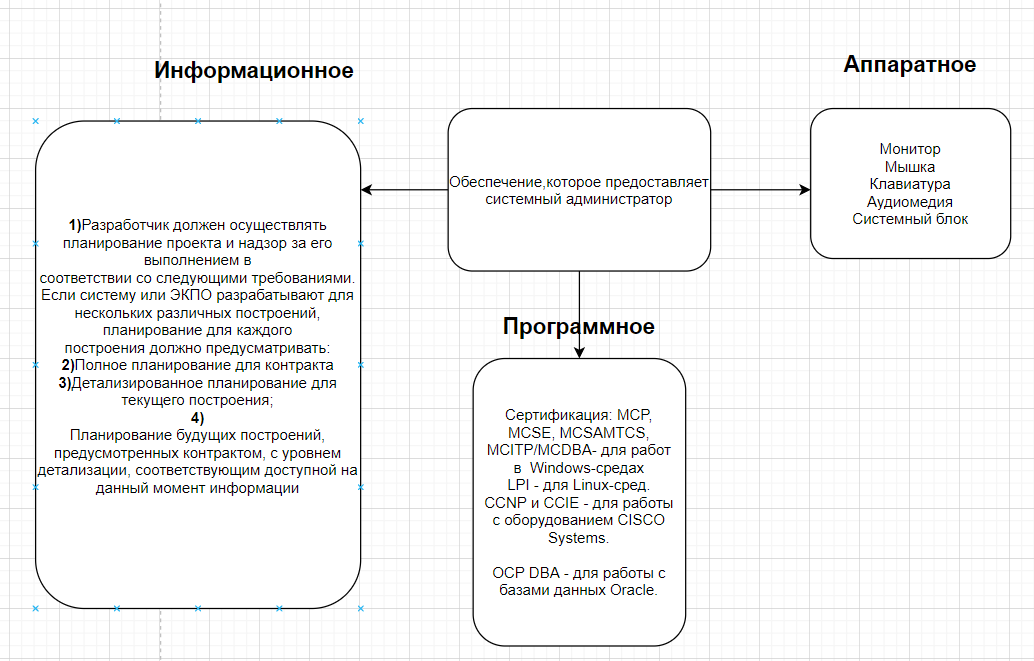 Информационное
1)Разработчик должен осуществлять
планирование проекта и надзор за его
выполнением в
соответствии со следующими требованиями.
Если систему или ЭКПО разрабатывают для
нескольких различных построений,
планирование для каждого
построения должно предусматривать:
2)Полное планирование для контракта
3)Детализированное планирование для
текущего построения;
4)
Планирование будущих построений,
предусмотренных контрактом, с уровнем
детализации, соответствующим доступной на
данный момент информации
Обеспечение,которое предоставляет
системный администратор
Аппаратное
Монитор
Мышка
Клавиатура
Аудиомедия
Системный блок
Программное
Сертификация: MCP,
MCSE, MCSAMTCS,
MCITP/MCDBA- для работ
в  Windows-средах
LPI - для Linux-сред.
CCNP и CCIE - для работы
с оборудованием CISCO
Systems.
OCP DBA - для работы с
базами данных Oracle.